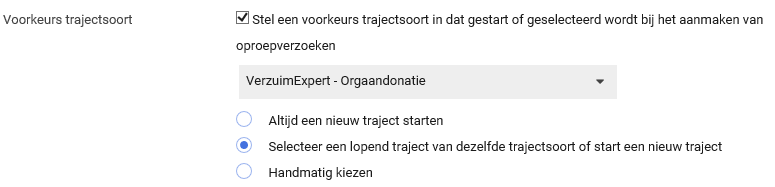 Voorkeurs trajectsoort
Stel een voorkeurs trajectsoort in dat gestart of geselecteerd wordt bij het aanmaken van
oproepverzoeken
VerzuimExpert - Orgaandonatie
Altijd een nieuw traject starten
Selecteer een lopend traject van dezelfde trajectsoort of start een nieuw traject
Handmatig kiezen